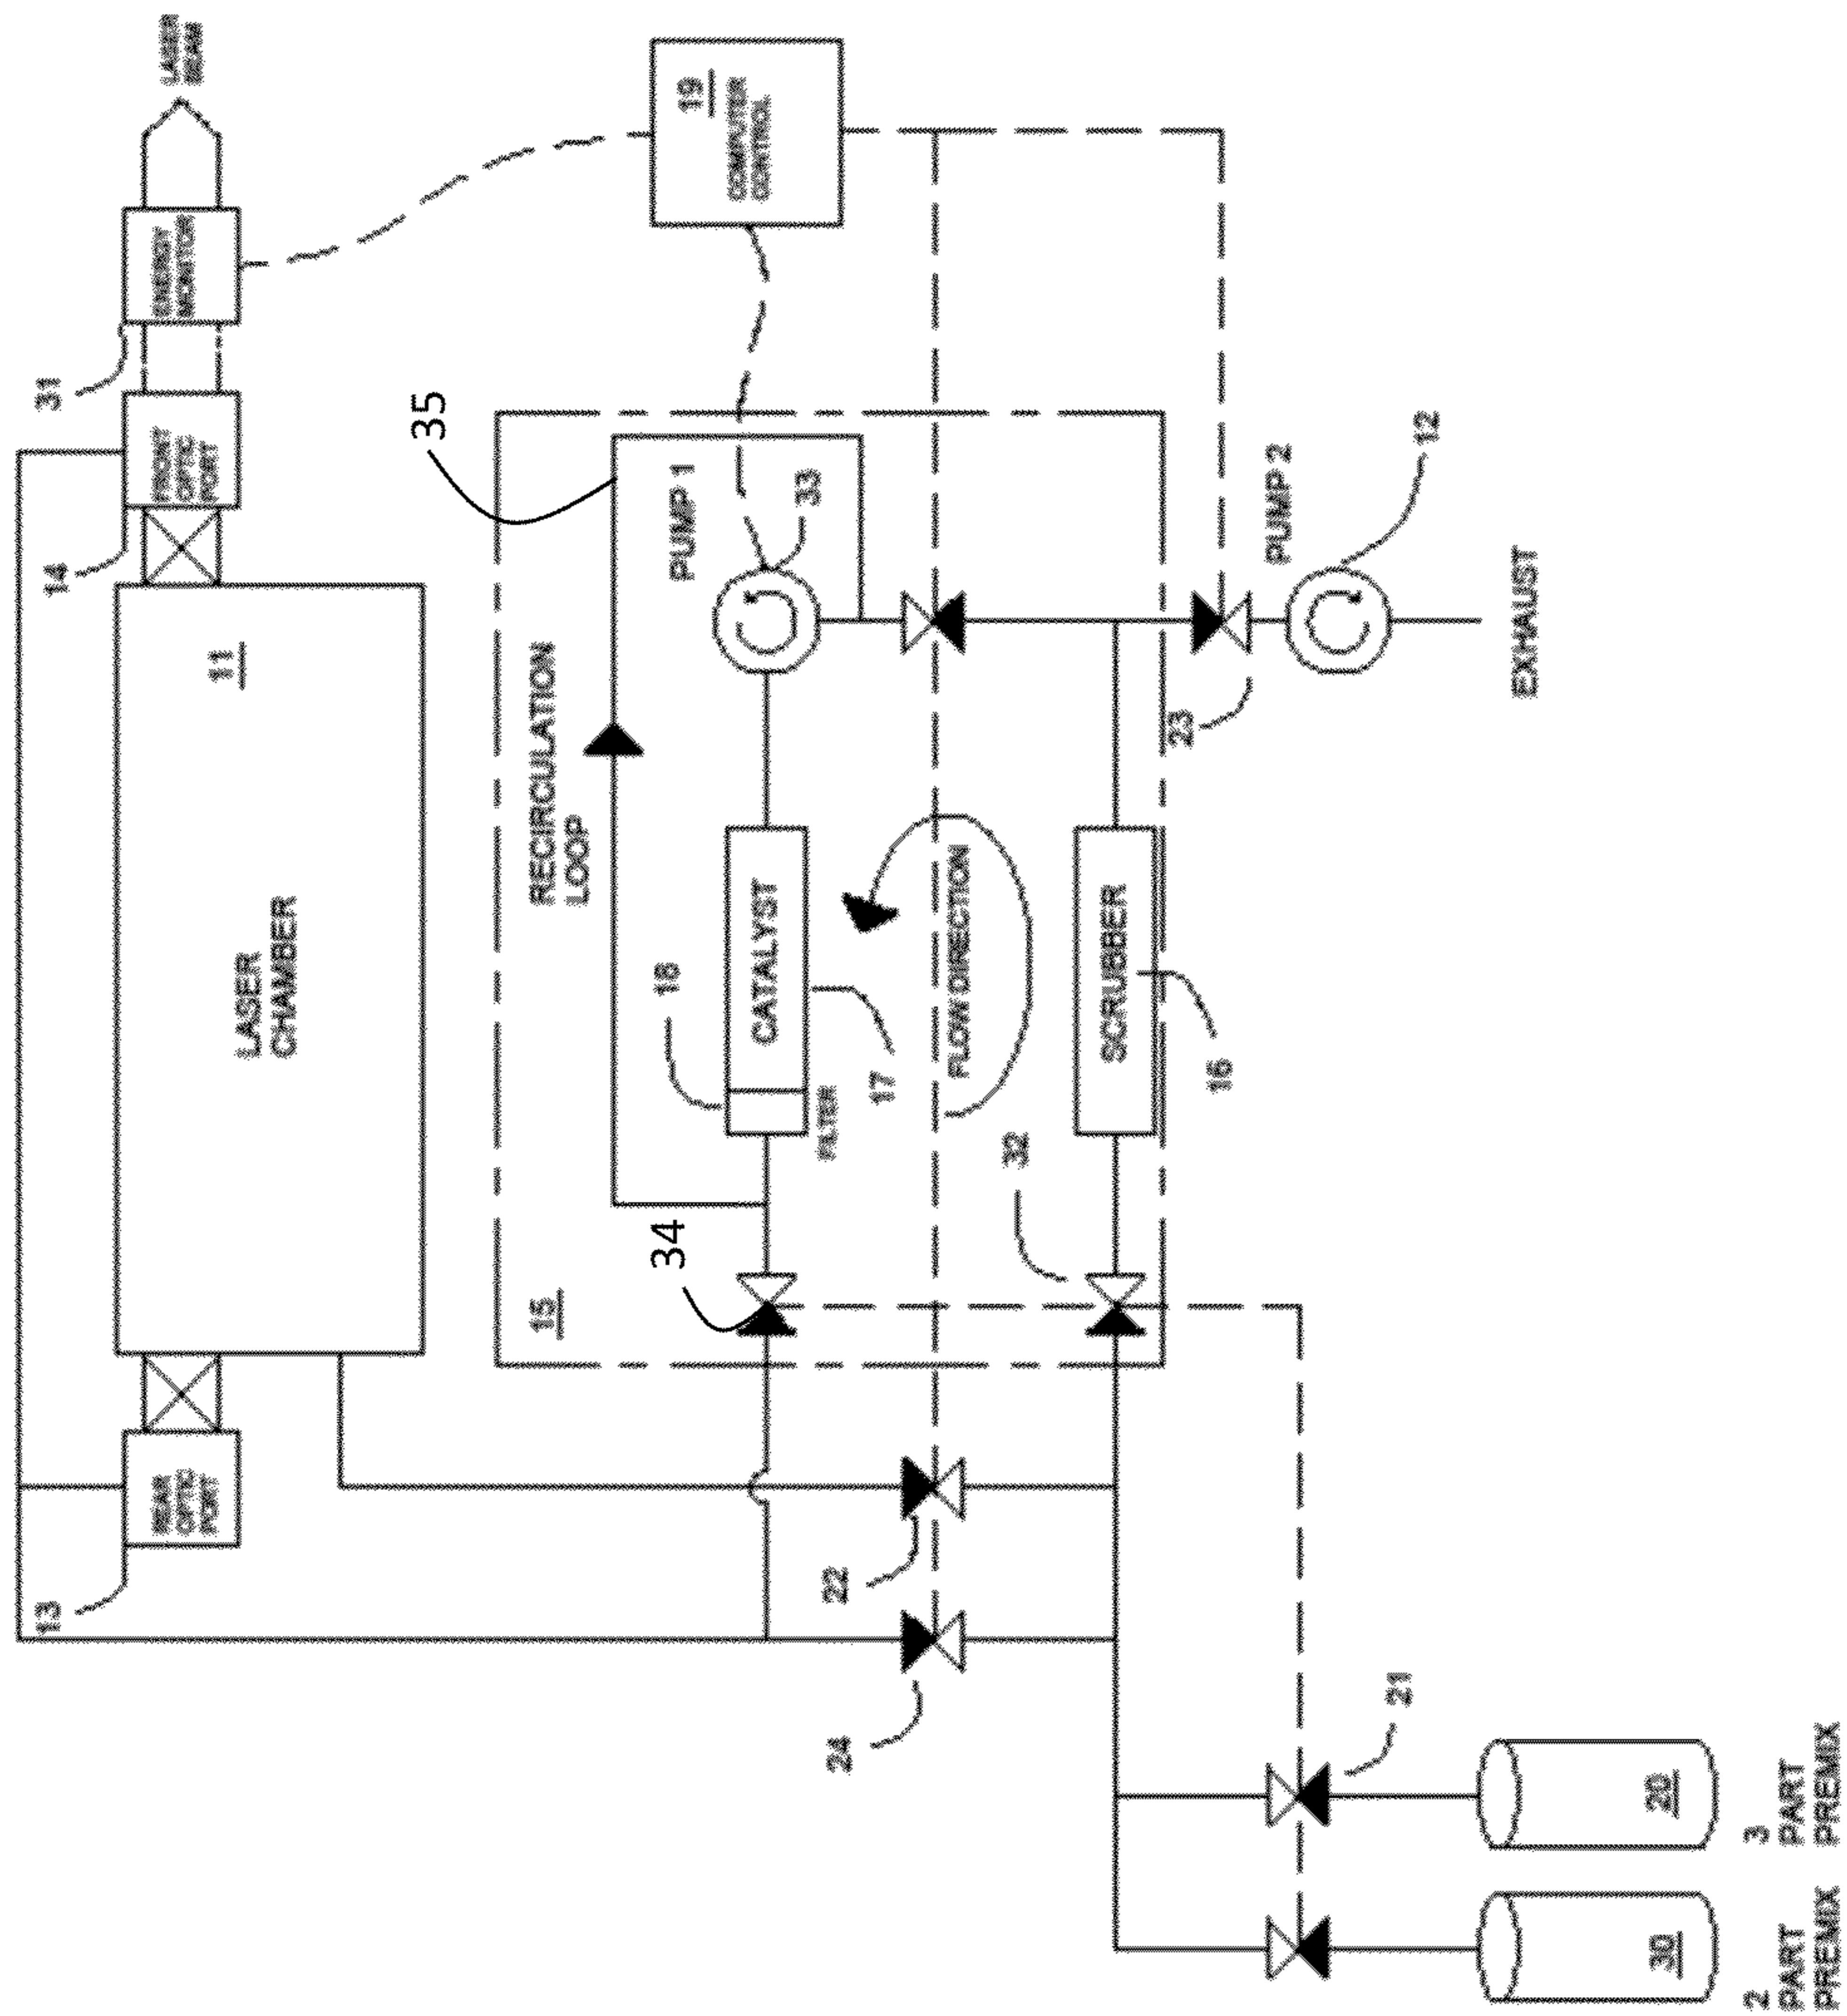 13
14
31
REAR
OPTIC
PORT
FRONT
OPTIC
PORT
ENERGY
MONITOR
LASER
BEAM
11
LASER
CHAMBER
35
15
RECIRCULATION
LOOP
34
18
PUMP 1
19
COMPUTER
CONTROL
CATALYST
33
FILTER
24
22
17
FLOW DIRECTION
32
SCRUBBER
23
16
PUMP 2
21
12
EXHAUST
30
20
2
PART
PREMIX
3
PART
PREMIX